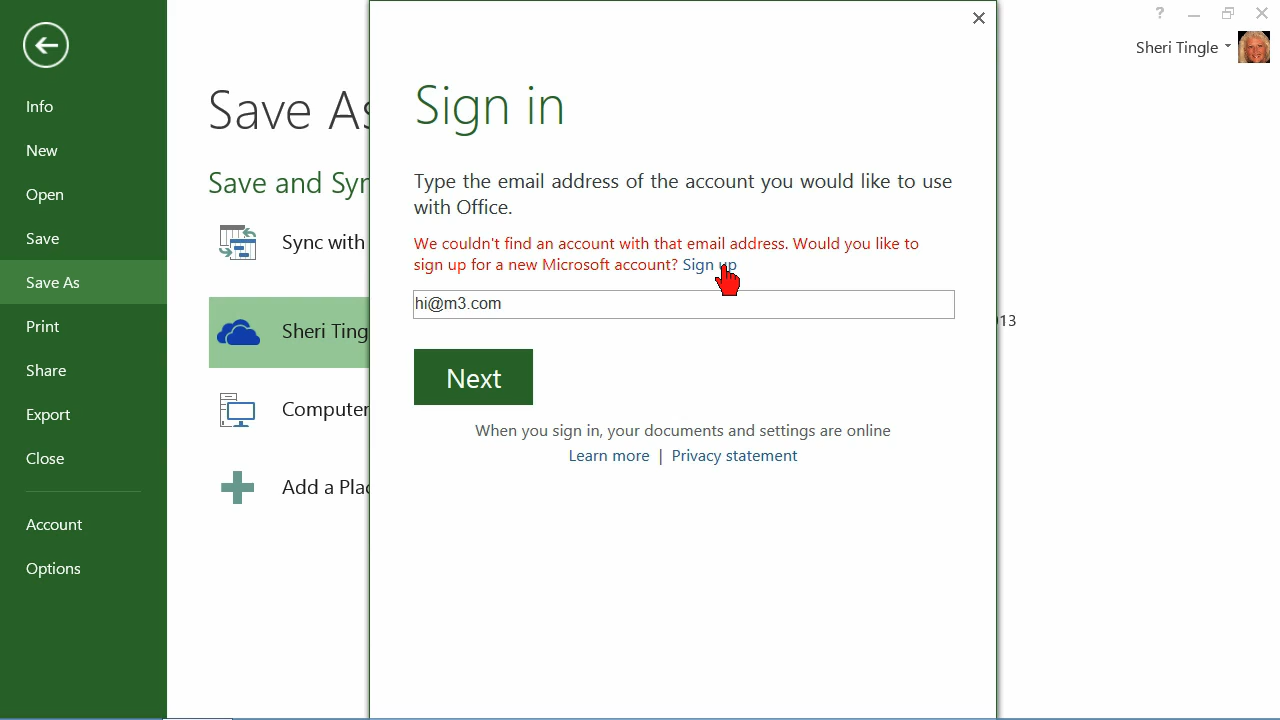 ?
Sheri Tingle
Info
New
Open
Save
Save As
Print
Share
Export
Close
Account
Options
Save As
Save and Syn
Sync with
Sheri Ting
Computer
Add a Plac
Sign in
Type the email address of the account you would like to use
with Office.
We couldn't find an account with that email address. Would you like to
sign up for a new Microsoft account? Sign up
hi@m3.com
Next
When you sign in, your documents and settings are online
Learn more | Privacy statement
13